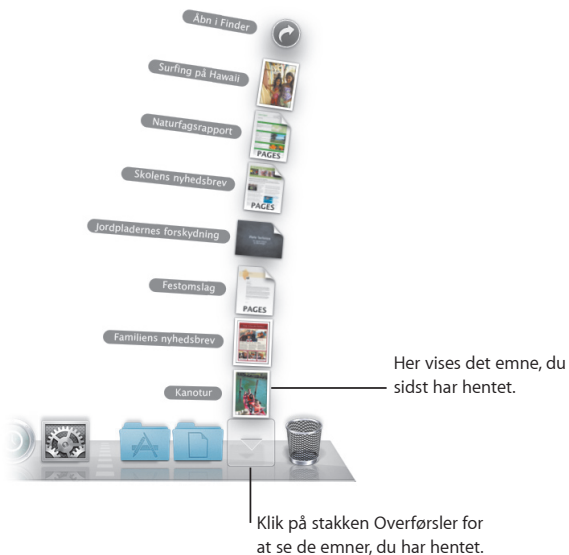 Åbn i Finder
Surfing på Hawaii
Naturfagsrapport
PAGES
Skolens nyhedsbrev
PAGES
Jordpladernes forskydning
Festomslag
PAGES
Familiens nyhedsbrev
Kanotur
Her vises det emne, du
sidst har hentet.
Klik på stakken Overførsler for
at se de emner, du har hentet.